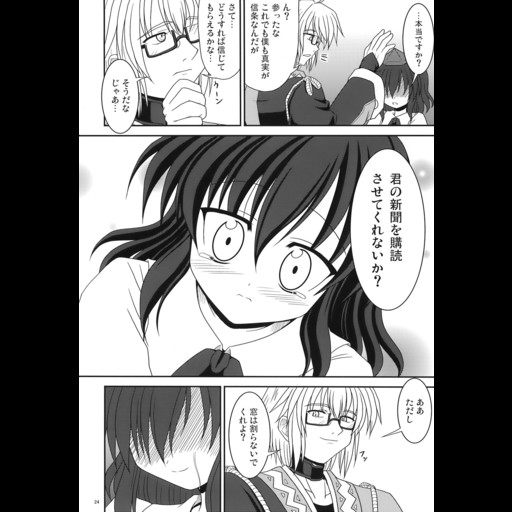 …本当ですか？
ん？
参ったな
これでも僕も真実が
信条なんだが
さて…
どうすれば信じて
もらえるかな…
くーン
そうだな
じゃあ…
君の新聞を購読
させてくれないか？
ああ
ただし
フッ
窓は割らないで
くれよ？
24